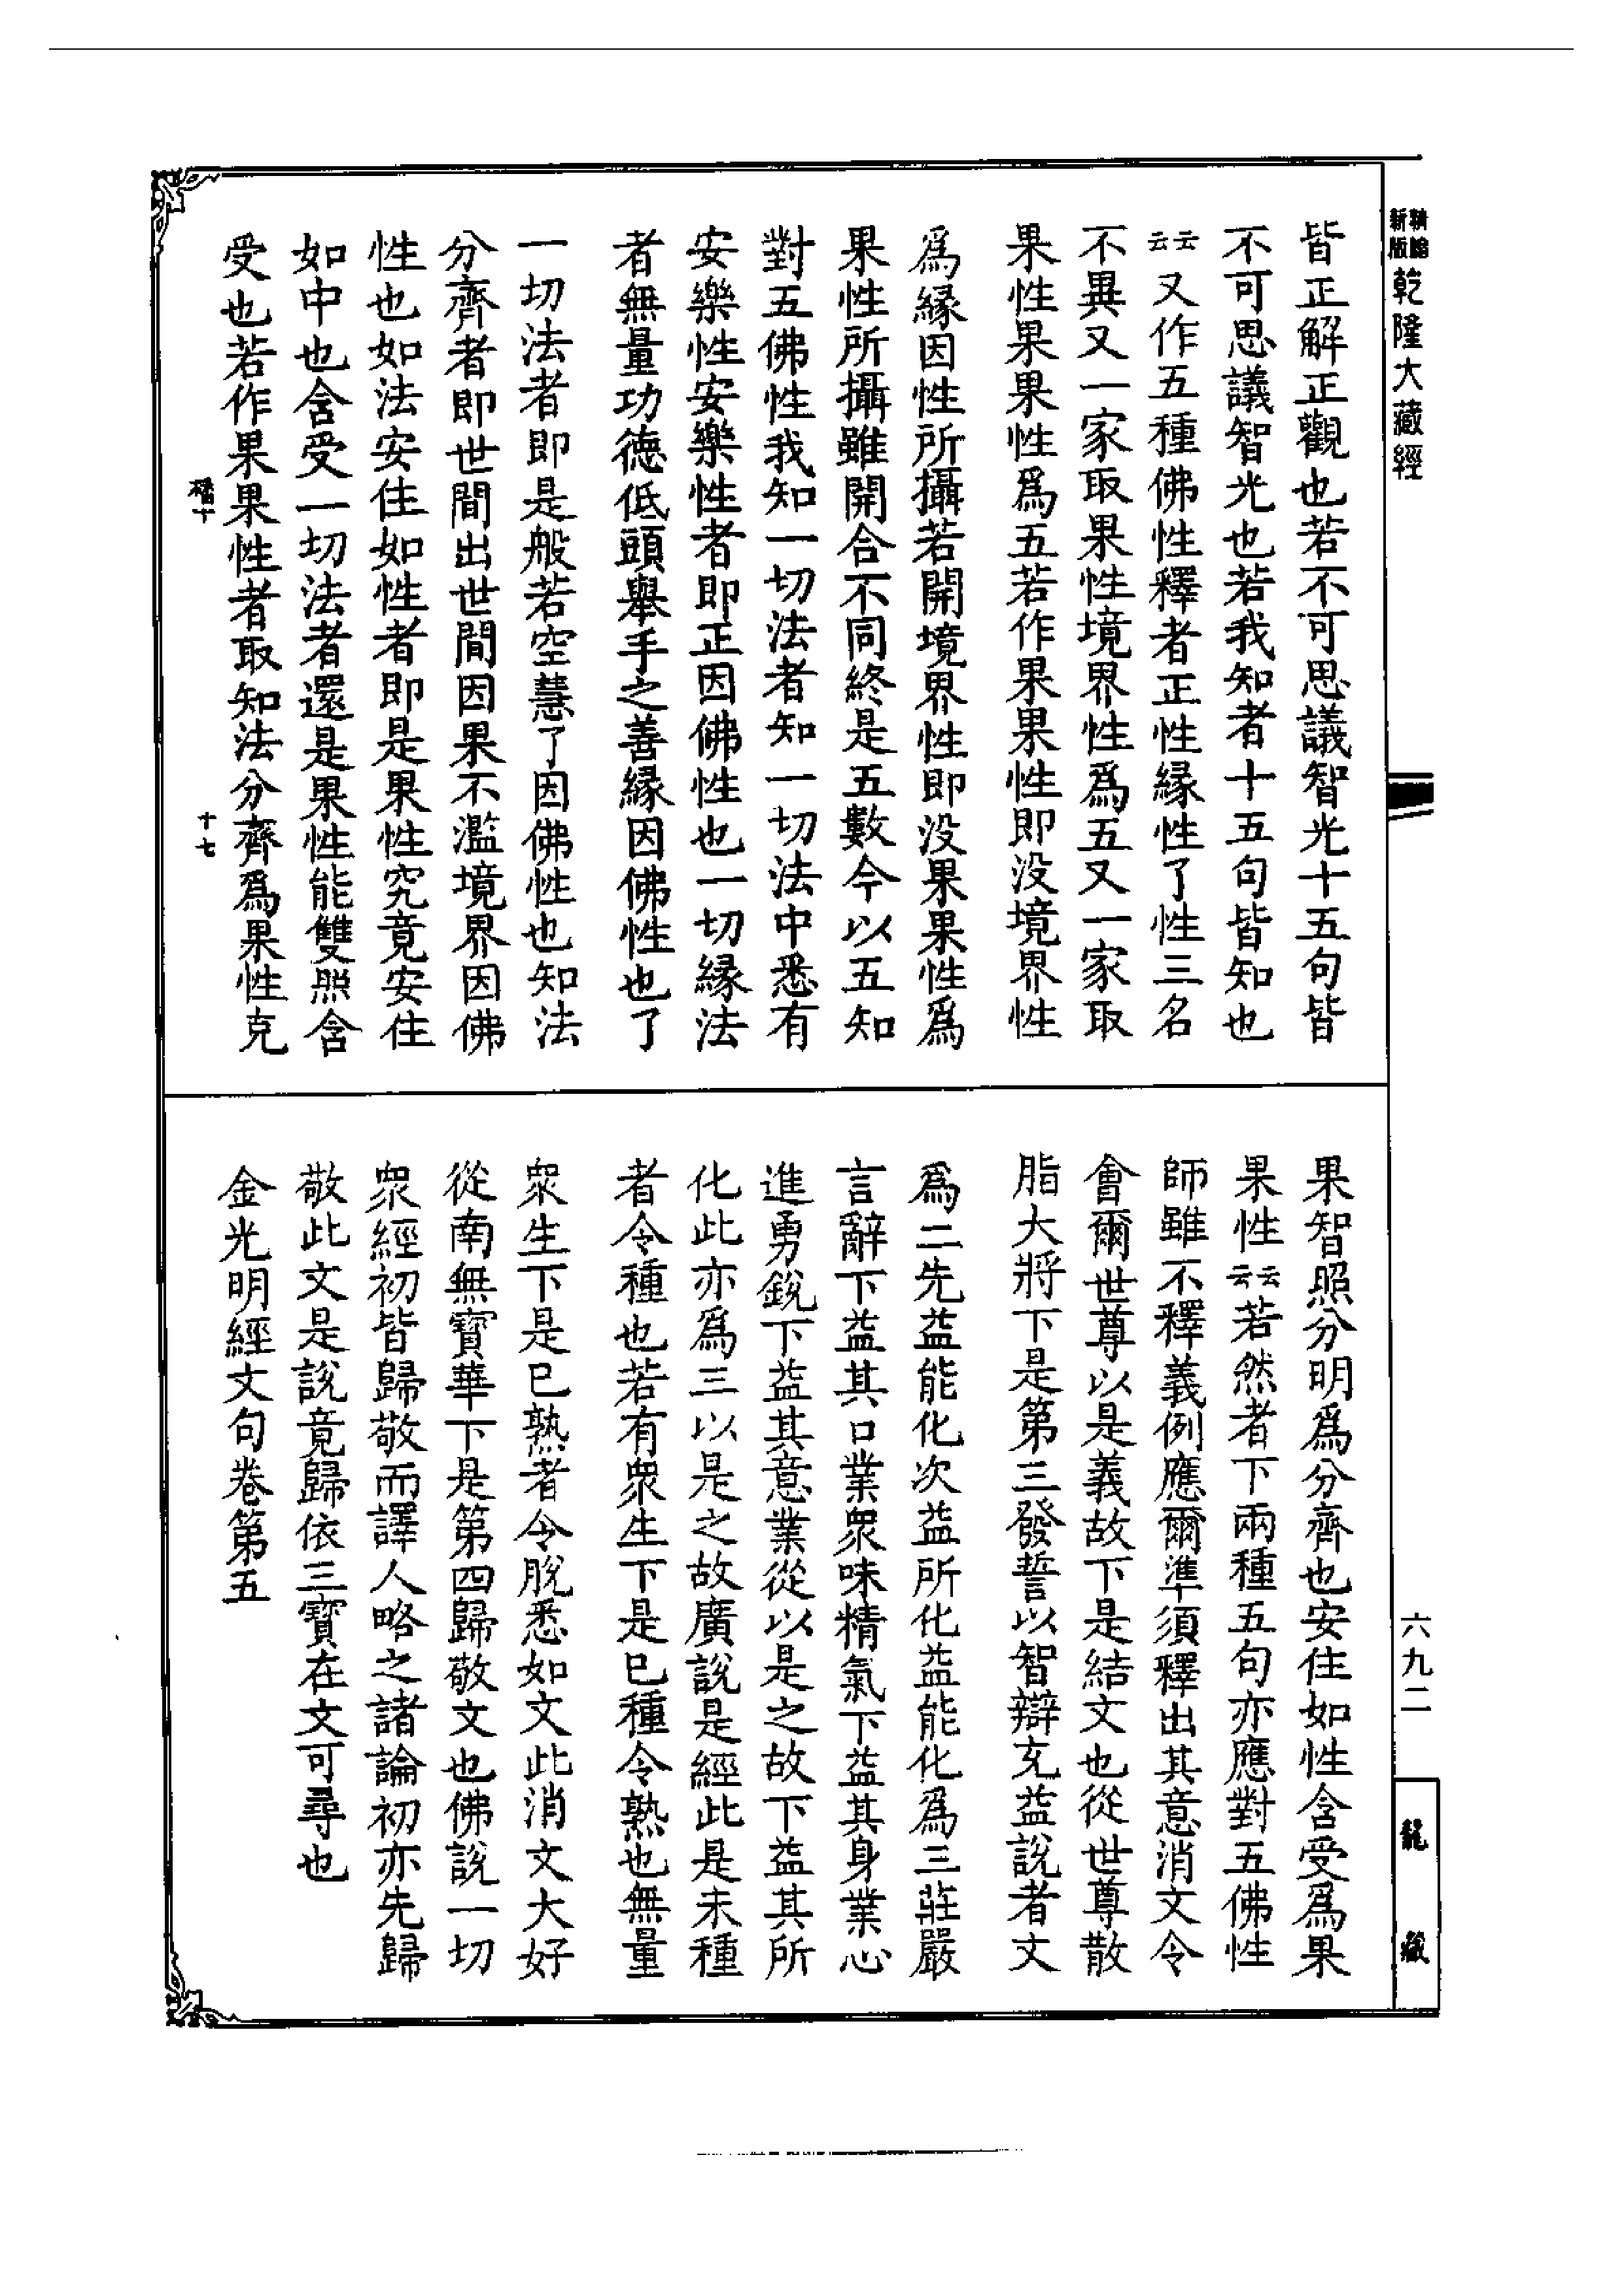 新版
精縮
乾隆大藏經
六九二
龍藏
皆正解正觀也若不可思議智光十五句皆
不可思議智光也若我知者十五句皆知也
云云又作五種佛性釋者正性緣性了性三名
不異又一家取果性境界性爲五又一家取
果性果果性爲五若作果果性即没境界性
爲緣因性所攝若開境界性即没果果性爲
果性所攝雖開合不同終是五數今以五知
對五佛性我知一切法者知一切法中悉有
安樂性安樂性者即正因佛性也一切緣法
者無量功德低頭舉手之善緣因佛性也了
一切法者即是般若空慧了因佛性也知法
分齊者即世間出世間因果不濫境界因佛
性也如法安住如性者即是果性究竟安住
如中也含受一切法者還是果性能雙照含
受也若作果果性者取知法分齊爲果性克
十七
果智照分明爲分齊也安住如性含受爲果
果性云云若然者下兩種五句亦應對五佛性
師雖不釋義例應爾準須釋出其意消文令
會爾世尊以是義故下是結文也從世尊散
脂大將下是第三發誓以智辯充益說者文
爲二先益能化次益所化益能化爲三莊嚴
言辭下益其口業衆味精氣下益其身業心
進勇銳下益其意業從以是之故下益其所
化此亦爲三以是之故廣說是經此是未種
者令種也若有衆生下是已種令熟也無量
衆生下是已熟者令脫悉如文此消文大好
從南無寶華下是第四歸敬文也佛說一切
衆經初皆歸敬而譯人略之諸論初亦先歸
敬此文是說竟歸依三寶在文可尋也
金光明經文句卷第五